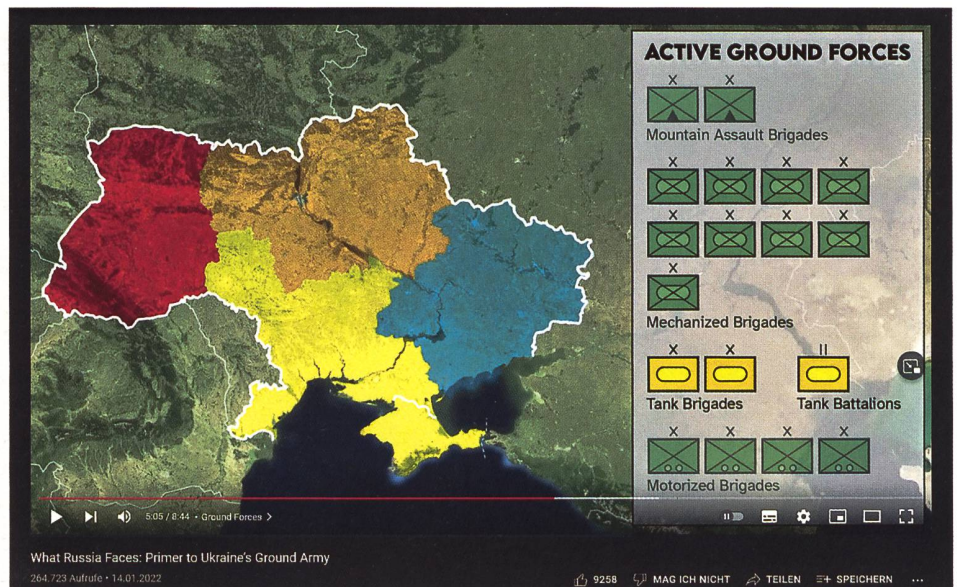 ACTIVE GROUND FORCES
X X
Mountain Assault Brigades
X X X X
X X X X
X
Mechanized Brigades
X X II
Tank Brigades Tank Battalions
X X X X
Motorized Brigades
5:05 / 8:44 • Ground Forces >
What Russia Faces: Primer to Ukraine's Ground Army
264.723 Aufrufe • 14.01.2022
9258 MAG ICH NICHT TEILEN SPEICHERN ...